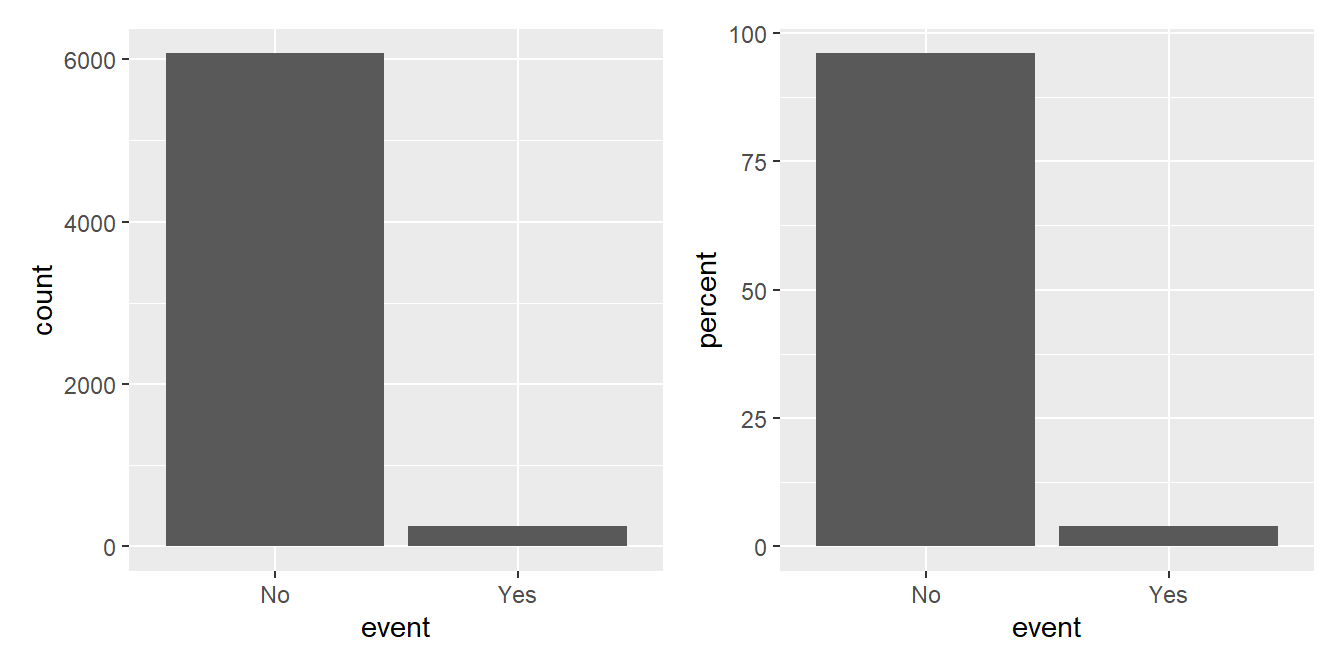 count
6000
4000
2000
0
No Yes
event
percent
100
75
50
25
0
No Yes
event